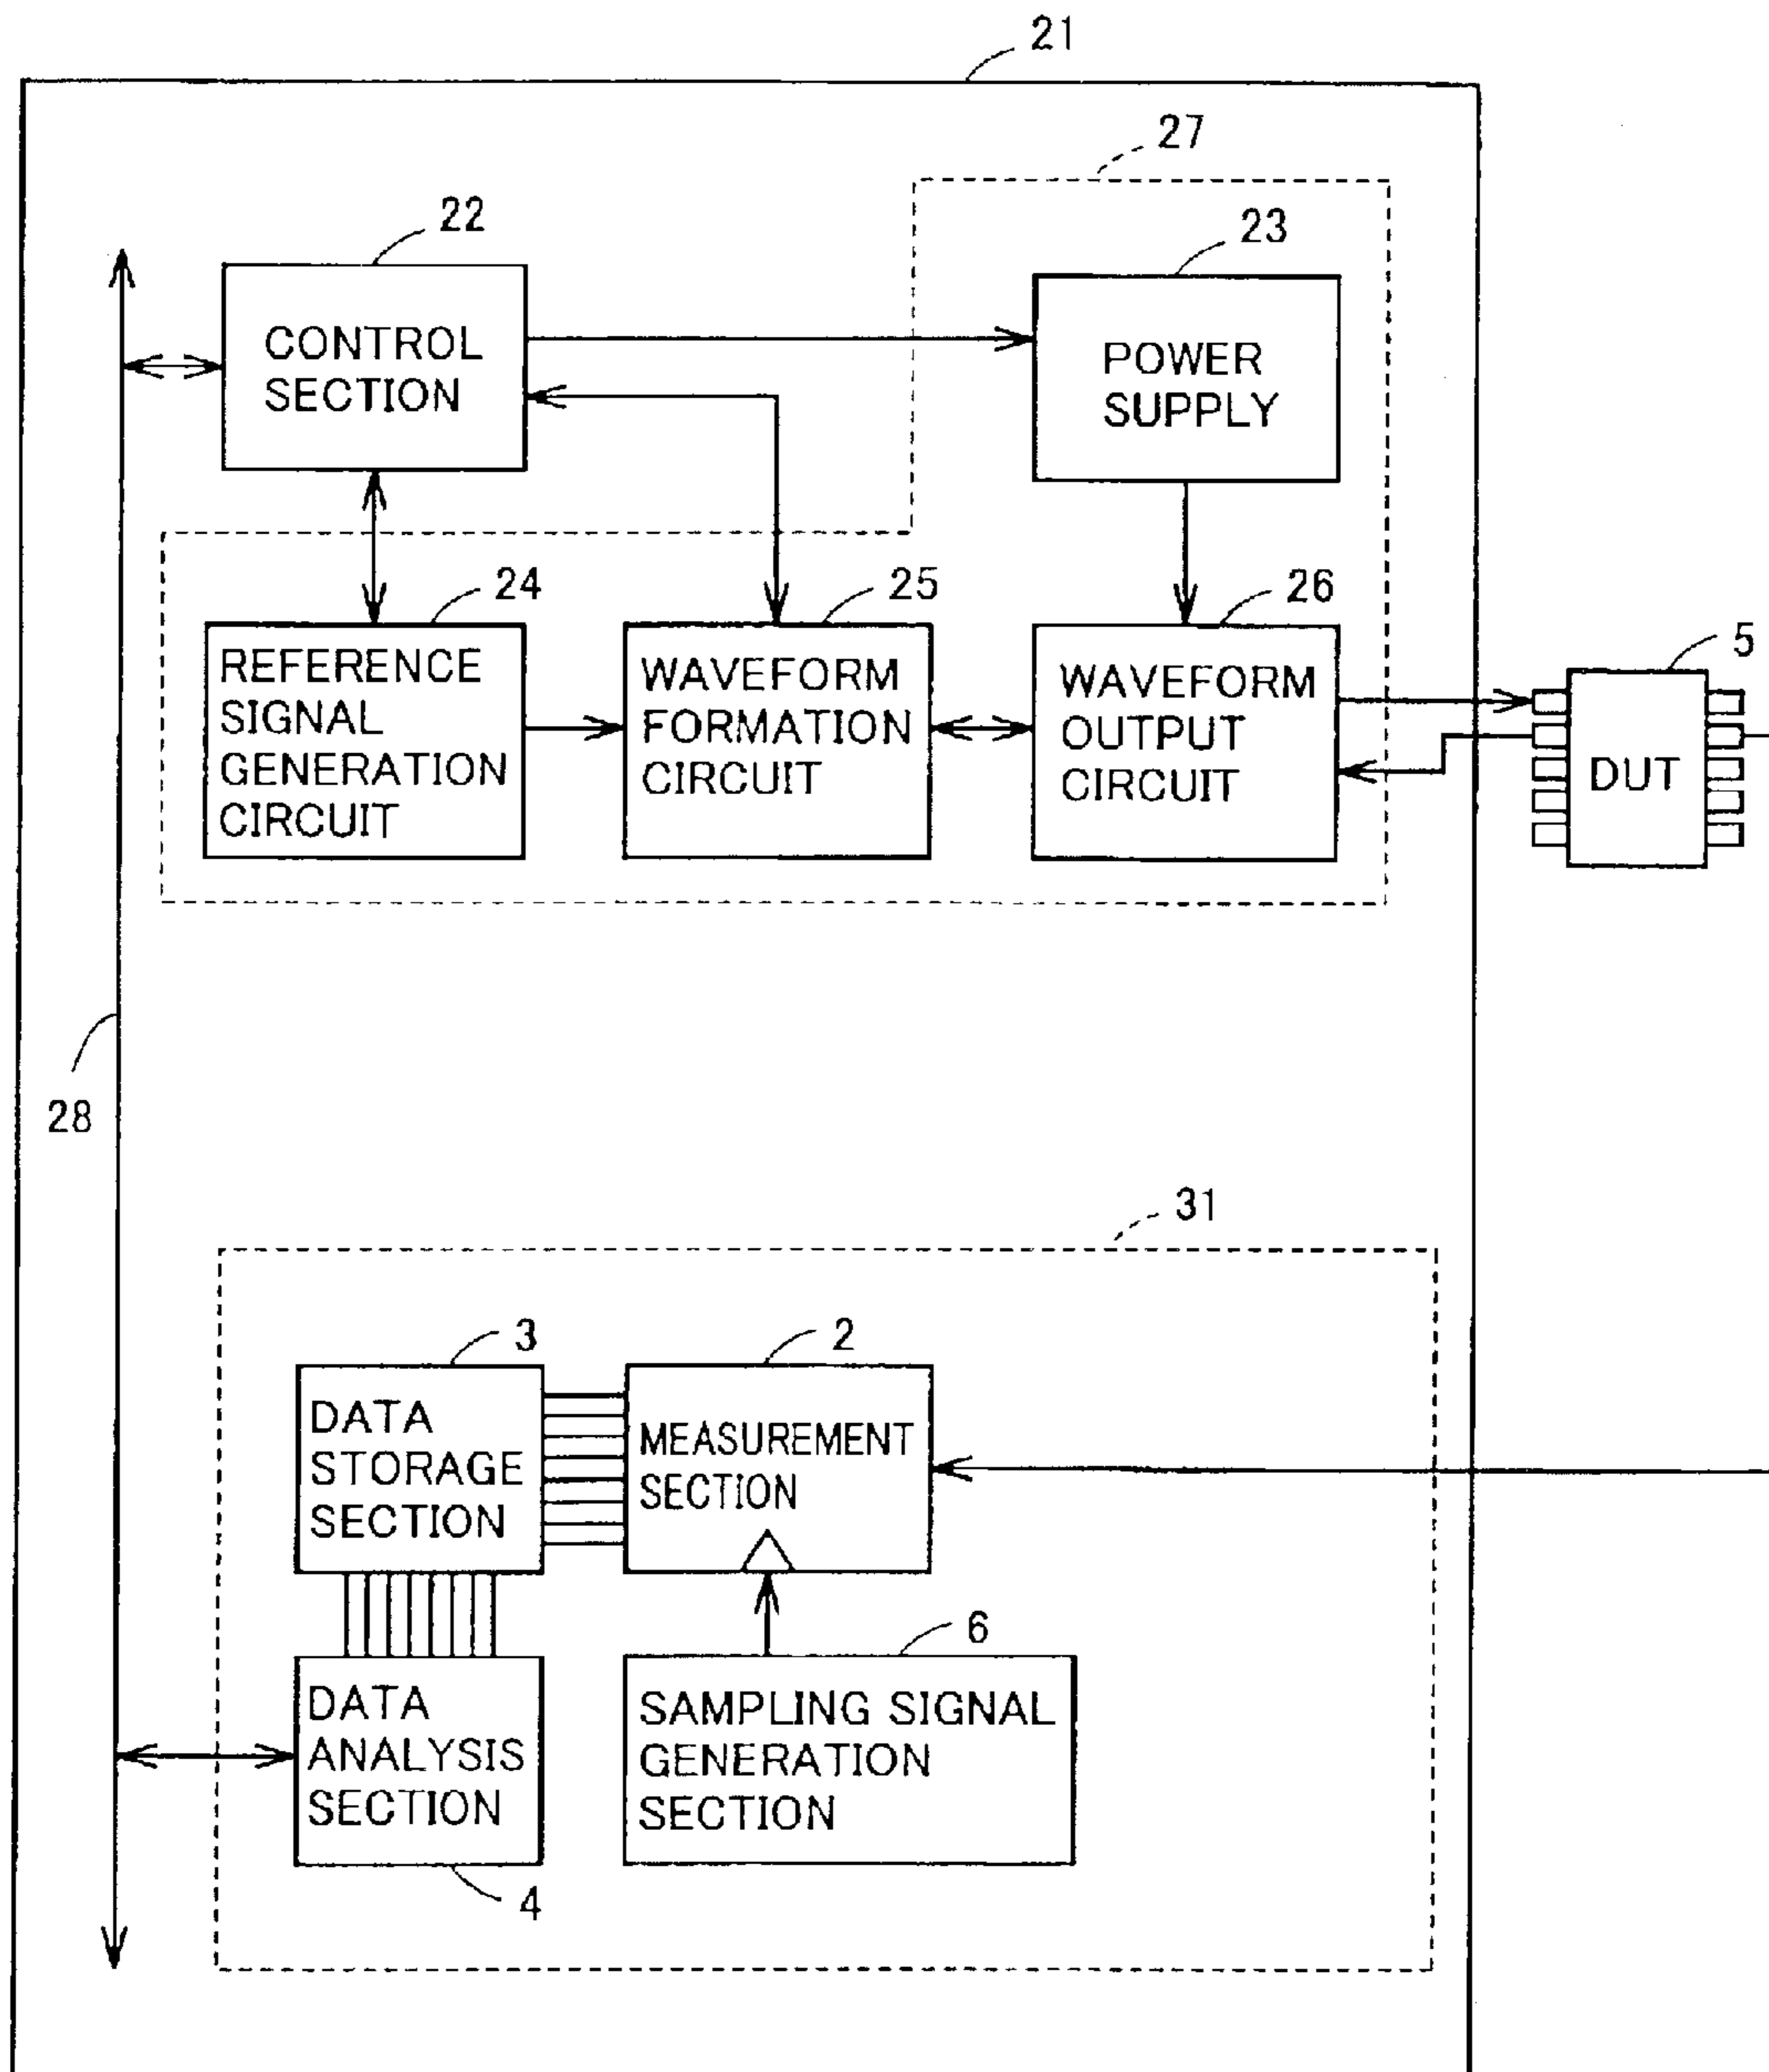 21
27
22
23
CONTROL
SECTION
POWER
SUPPLY
24
25
26
5
REFERENCE
SIGNAL
GENERATION
CIRCUIT
WAVEFORM
FORMATION
CIRCUIT
WAVEFORM
OUTPUT
CIRCUIT
DUT
28
31
3
2
DATA
STORAGE
SECTION
MEASUREMENT
SECTION
6
DATA
ANALYSIS
SECTION
SAMPLING SIGNAL
GENERATION
SECTION
4